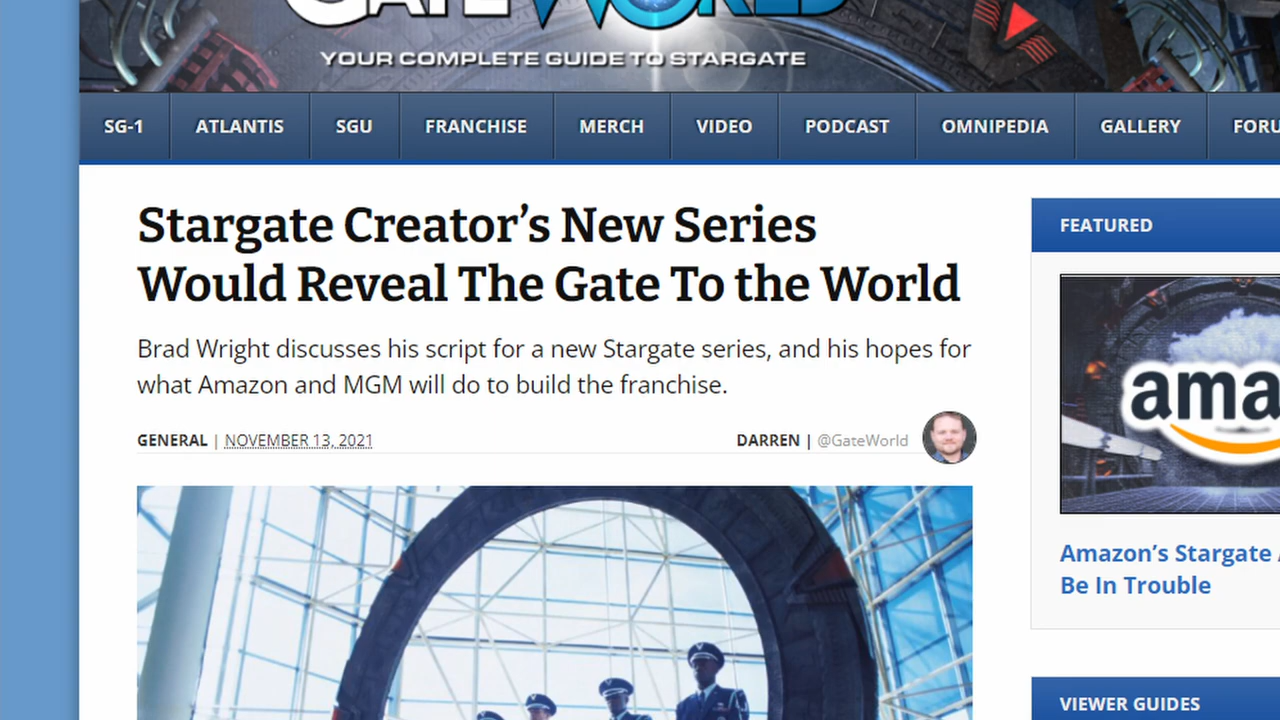 GATEWORLD
YOUR COMPLETE GUIDE TO STARGATE
SG-1 ATLANTIS SGU FRANCHISE MERCH VIDEO PODCAST OMNIPEDIA GALLERY
Stargate Creator’s New Series
Would Reveal The Gate To the World
Brad Wright discusses his script for a new Stargate series, and his hopes for
what Amazon and MGM will do to build the franchise.
GENERAL | NOVEMBER 13, 2021
DARREN | @GateWorld
FEATURED
ama
Amazon’s Stargate
Be In Trouble
VIEWER GUIDES